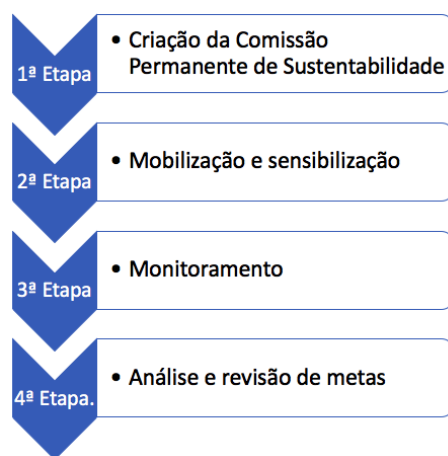 1ª Etapa
• Criação da Comissão
Permanente de Sustentabilidade
2ª Etapa
• Mobilização e sensibilização
3ª Etapa
• Monitoramento
4ª Etapa.
• Análise e revisão de metas